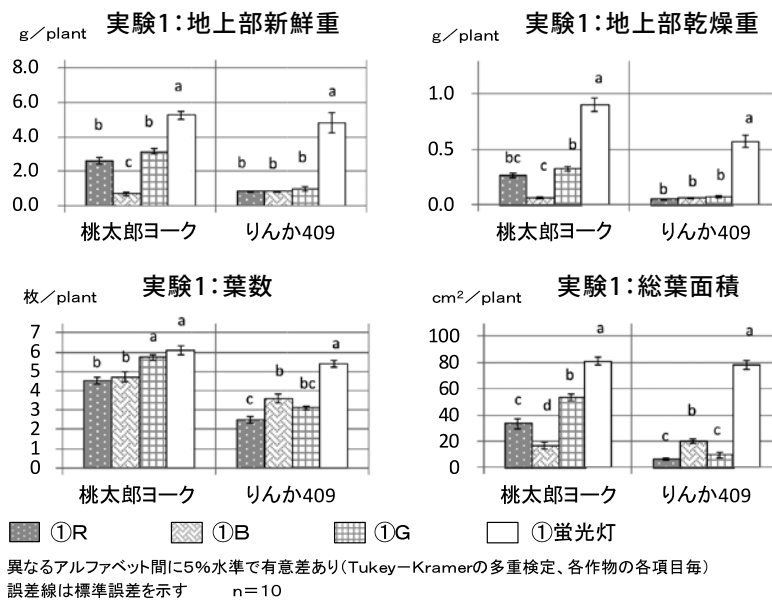 g／plant 実験1：地上部新鮮重
8.0
6.0
4.0
2.0
0.0
b c b a b b b a
桃太郎ヨーク りんか409
g／plant 実験1：地上部乾燥重
1.0
0.5
0.0
bc c b a b b b a
桃太郎ヨーク りんか409
枚／plant 実験1：葉数
7
6
5
4
3
2
1
0
b b a a c b bc a
桃太郎ヨーク りんか409
cm²／plant 実験1：総葉面積
100
80
60
40
20
0
c d b a c b c a
桃太郎ヨーク りんか409
①R ①B ①G ①蛍光灯
異なるアルファベット間に5％水準で有意差あり（Tukey－Kramerの多重検定、各作物の各項目毎）
誤差線は標準誤差を示す n＝10